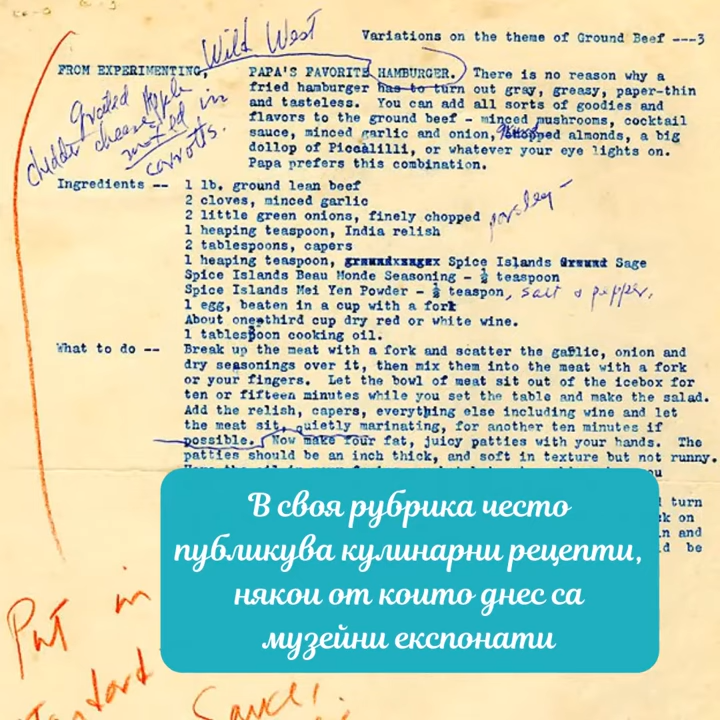 Variations on the theme of Ground Beef ---3
Wild West
FROM EXPERIMENTING, PAPA'S FAVORITE HAMBURGER. There is no reason why a
fried hamburger has to turn out gray, greasy, paper-thin
and tasteless. You can add all sorts of goodies and
flavors to the ground beef - minced mushrooms, cocktail
sauce, minced garlic and onion, chopped almonds, a big
dollop of Piccalilli, or whatever your eye lights on.
Papa prefers this combination.
grated apple
chedder cheese
mixed in
carrotts.
Ingredients -- 1 lb. ground lean beef
2 cloves, minced garlic
2 little green onions, finely chopped parsley -
1 heaping teaspoon, India relish
2 tablespoons, capers
1 heaping teaspoon, Spice Islands Sage
Spice Islands Beau Monde Seasoning - ½ teaspoon
Spice Islands Mei Yen Powder - ½ teaspon, salt & pepper.
1 egg, beaten in a cup with a fork
About one-third cup dry red or white wine.
1 tablespoon cooking oil.
What to do -- Break up the meat with a fork and scatter the garlic, onion and
dry seasonings over it, then mix them into the meat with a fork
or your fingers. Let the bowl of meat sit out of the icebox for
ten or fifteen minutes while you set the table and make the salad.
Add the relish, capers, everything else including wine and let
the meat sit, quietly marinating, for another ten minutes if
possible. Now make four fat, juicy patties with your hands. The
patties should be an inch thick, and soft in texture but not runny.
turn
on
and
be
В своя рубрика често
публикува кулинарни рецепти,
някои от които днес са
музейни експонати
Put in
Sauce,